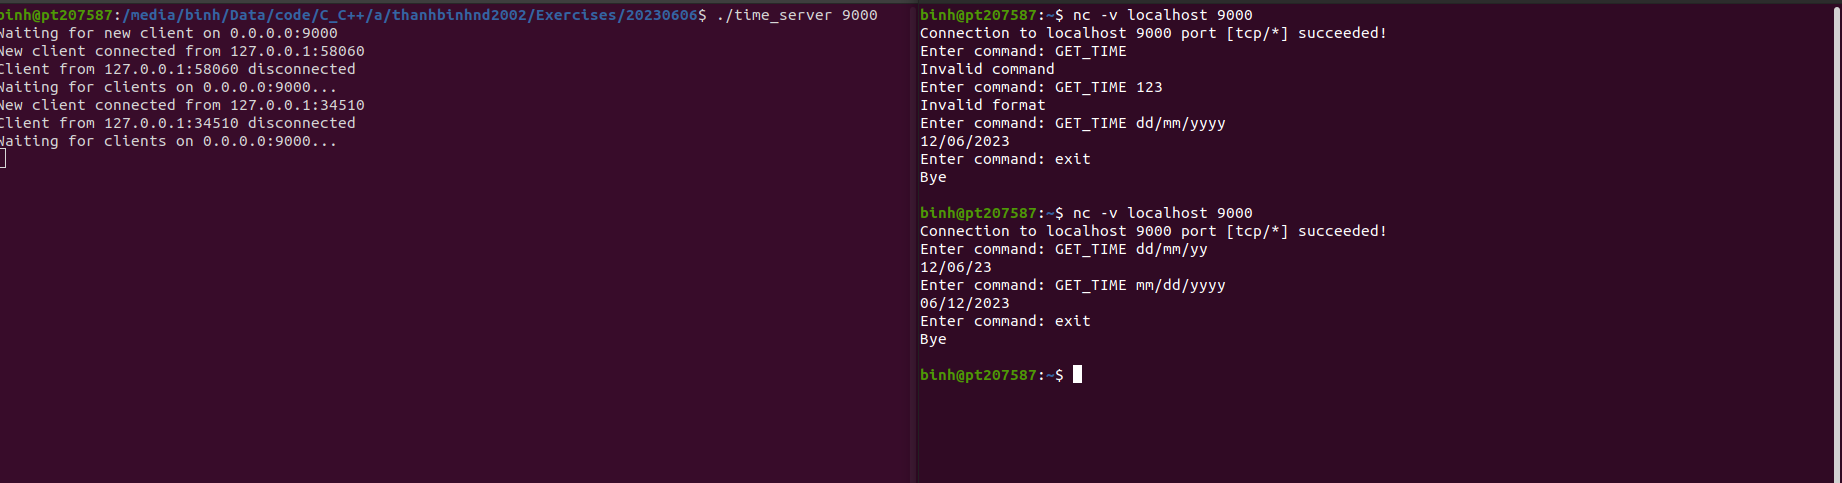 binh@pt207587:/media/binh/Data/code/C_C++/a/thanhbinhnd2002/Exercises/20230606$ ./time_server 9000
Waiting for new client on 0.0.0.0:9000
New client connected from 127.0.0.1:58060
Client from 127.0.0.1:58060 disconnected
Waiting for clients on 0.0.0.0:9000...
New client connected from 127.0.0.1:34510
Client from 127.0.0.1:34510 disconnected
Waiting for clients on 0.0.0.0:9000...
binh@pt207587:~$ nc -v localhost 9000
Connection to localhost 9000 port [tcp/*] succeeded!
Enter command: GET_TIME
Invalid command
Enter command: GET_TIME 123
Invalid format
Enter command: GET_TIME dd/mm/yyyy
12/06/2023
Enter command: exit
Bye
binh@pt207587:~$ nc -v localhost 9000
Connection to localhost 9000 port [tcp/*] succeeded!
Enter command: GET_TIME dd/mm/yy
12/06/23
Enter command: GET_TIME mm/dd/yyyy
06/12/2023
Enter command: exit
Bye
binh@pt207587:~$